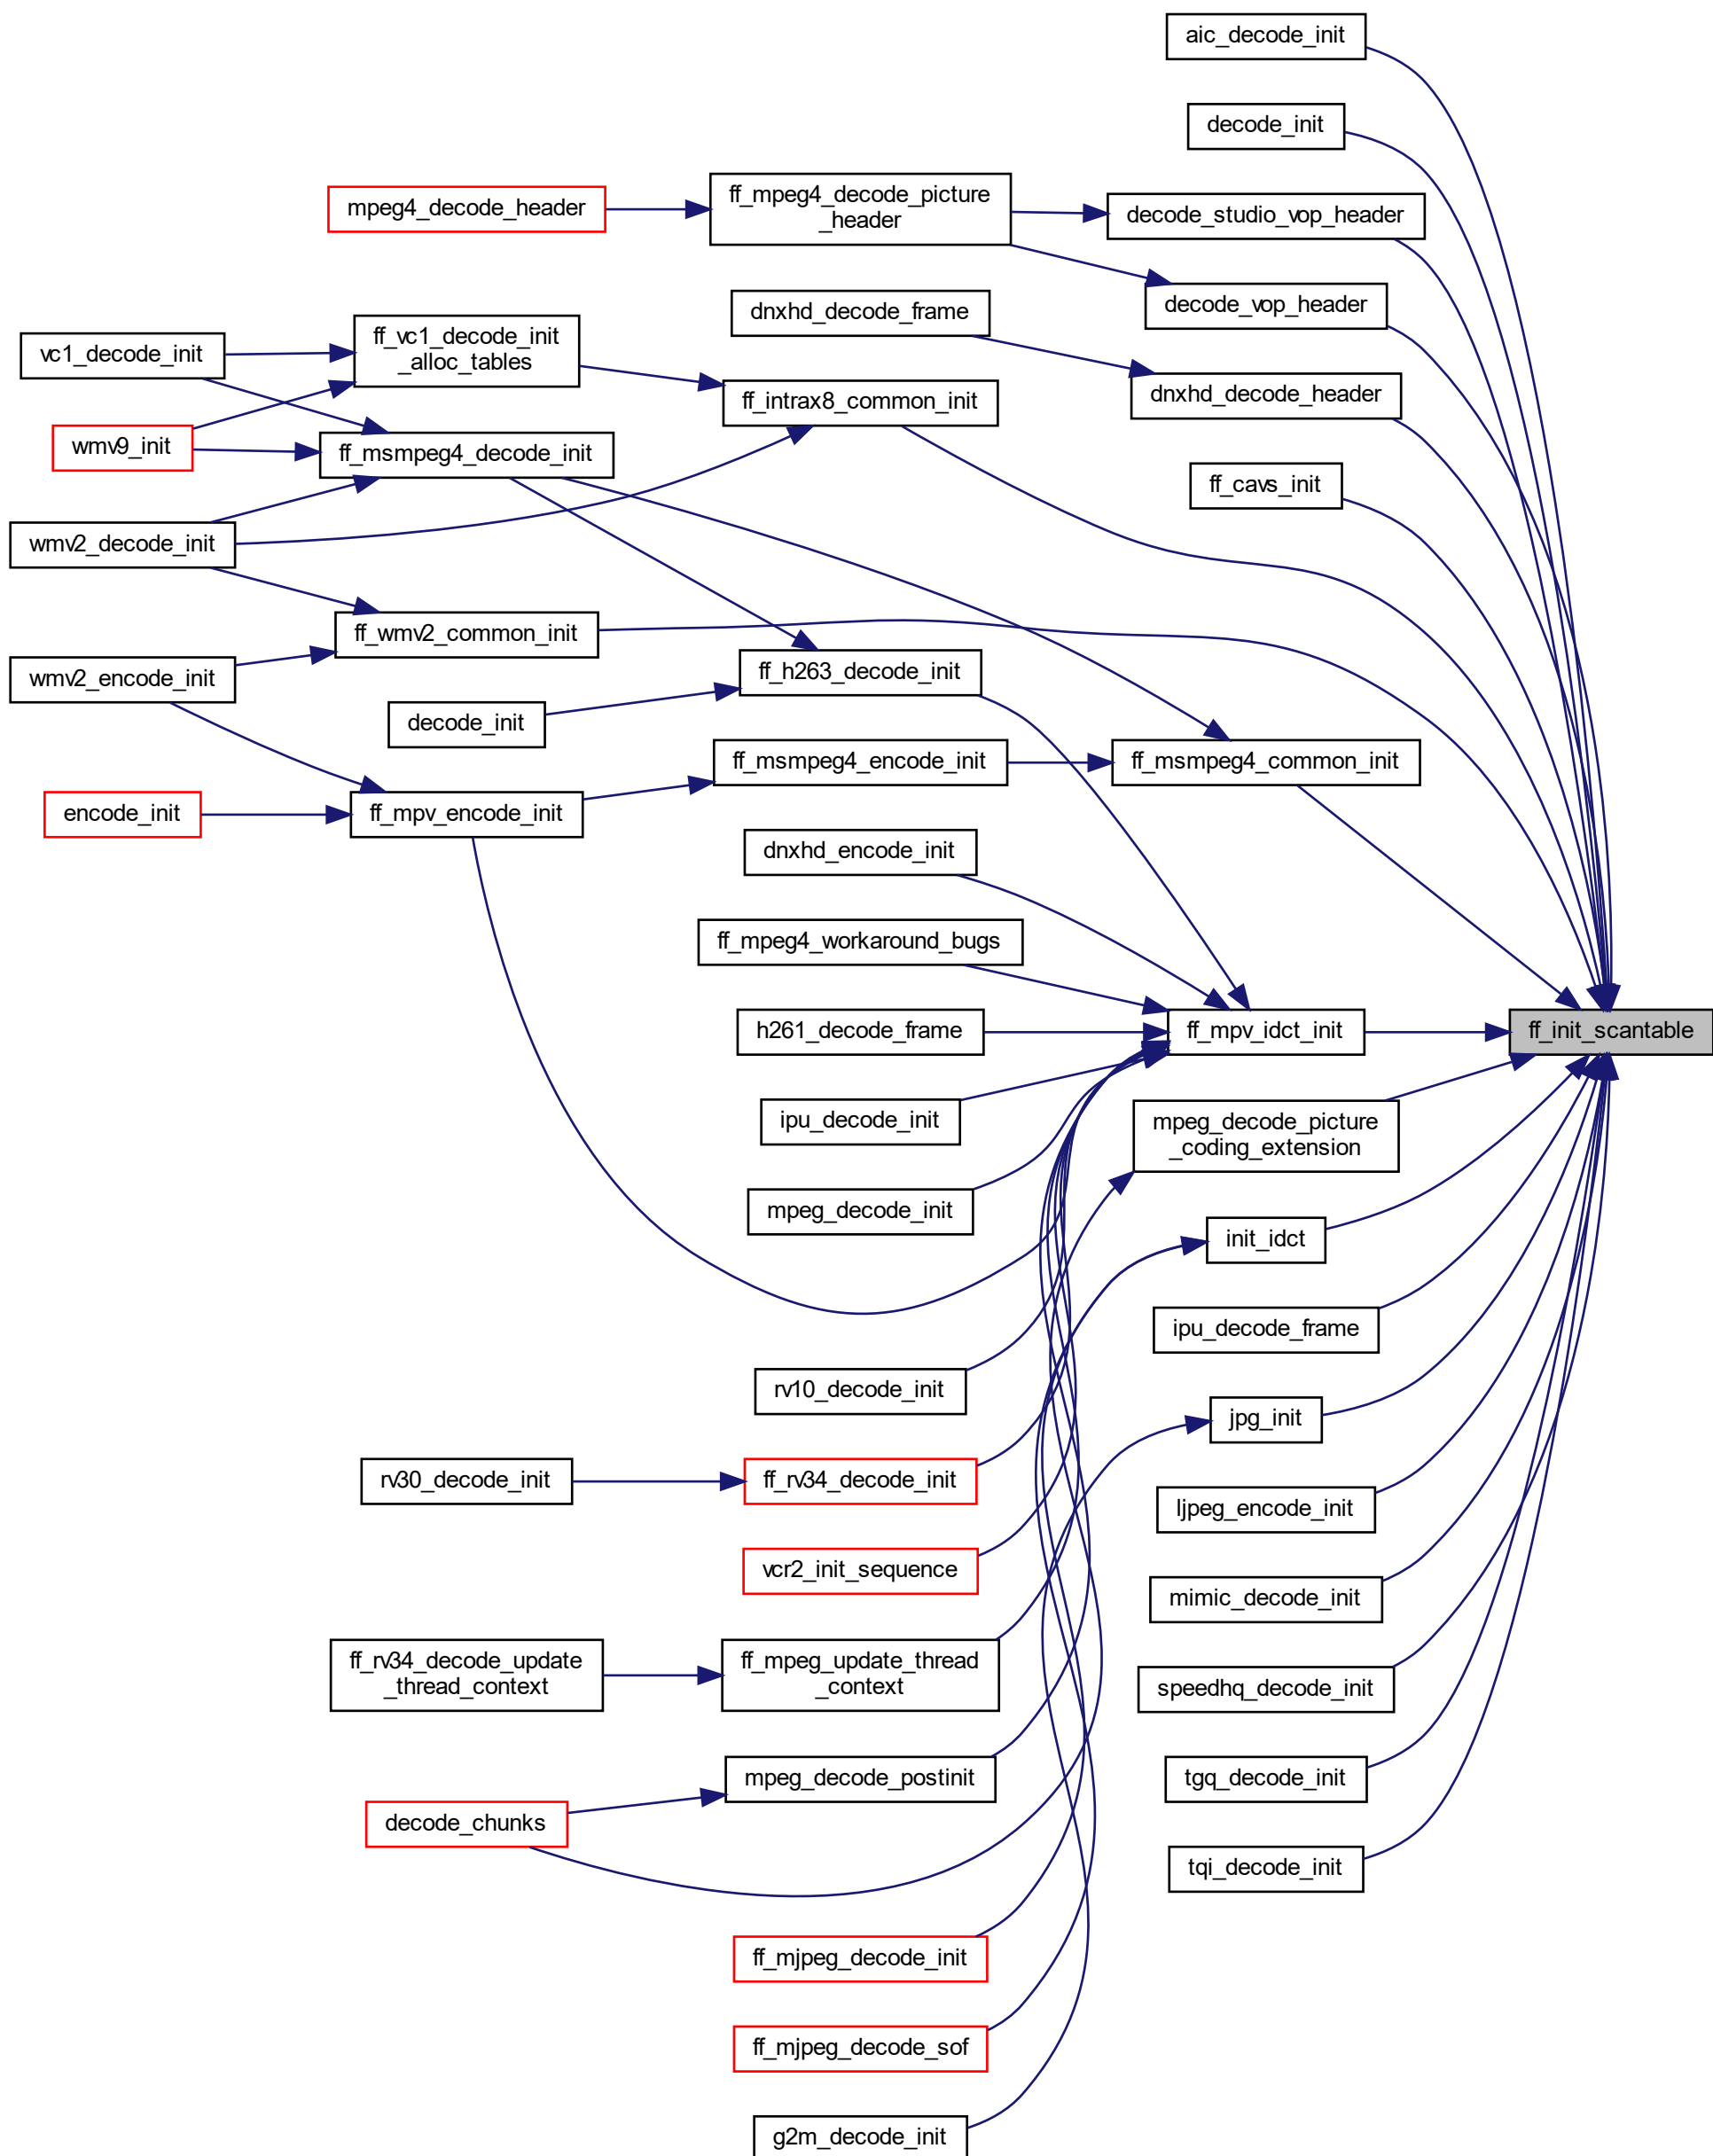 aic_decode_init
decode_init
mpeg4_decode_header
ff_mpeg4_decode_picture
_header
decode_studio_vop_header
decode_vop_header
dnxhd_decode_frame
vc1_decode_init
ff_vc1_decode_init
_alloc_tables
dnxhd_decode_header
ff_intrax8_common_init
wmv9_init
ff_msmpeg4_decode_init
ff_cavs_init
wmv2_decode_init
ff_wmv2_common_init
wmv2_encode_init
ff_h263_decode_init
decode_init
ff_msmpeg4_encode_init
ff_msmpeg4_common_init
encode_init
ff_mpv_encode_init
dnxhd_encode_init
ff_mpeg4_workaround_bugs
h261_decode_frame
ff_mpv_idct_init
ff_init_scantable
ipu_decode_init
mpeg_decode_picture
_coding_extension
mpeg_decode_init
init_idct
ipu_decode_frame
rv10_decode_init
jpg_init
rv30_decode_init
ff_rv34_decode_init
ljpeg_encode_init
vcr2_init_sequence
mimic_decode_init
ff_rv34_decode_update
_thread_context
ff_mpeg_update_thread
_context
speedhq_decode_init
mpeg_decode_postinit
tgq_decode_init
decode_chunks
tqi_decode_init
ff_mjpeg_decode_init
ff_mjpeg_decode_sof
g2m_decode_init